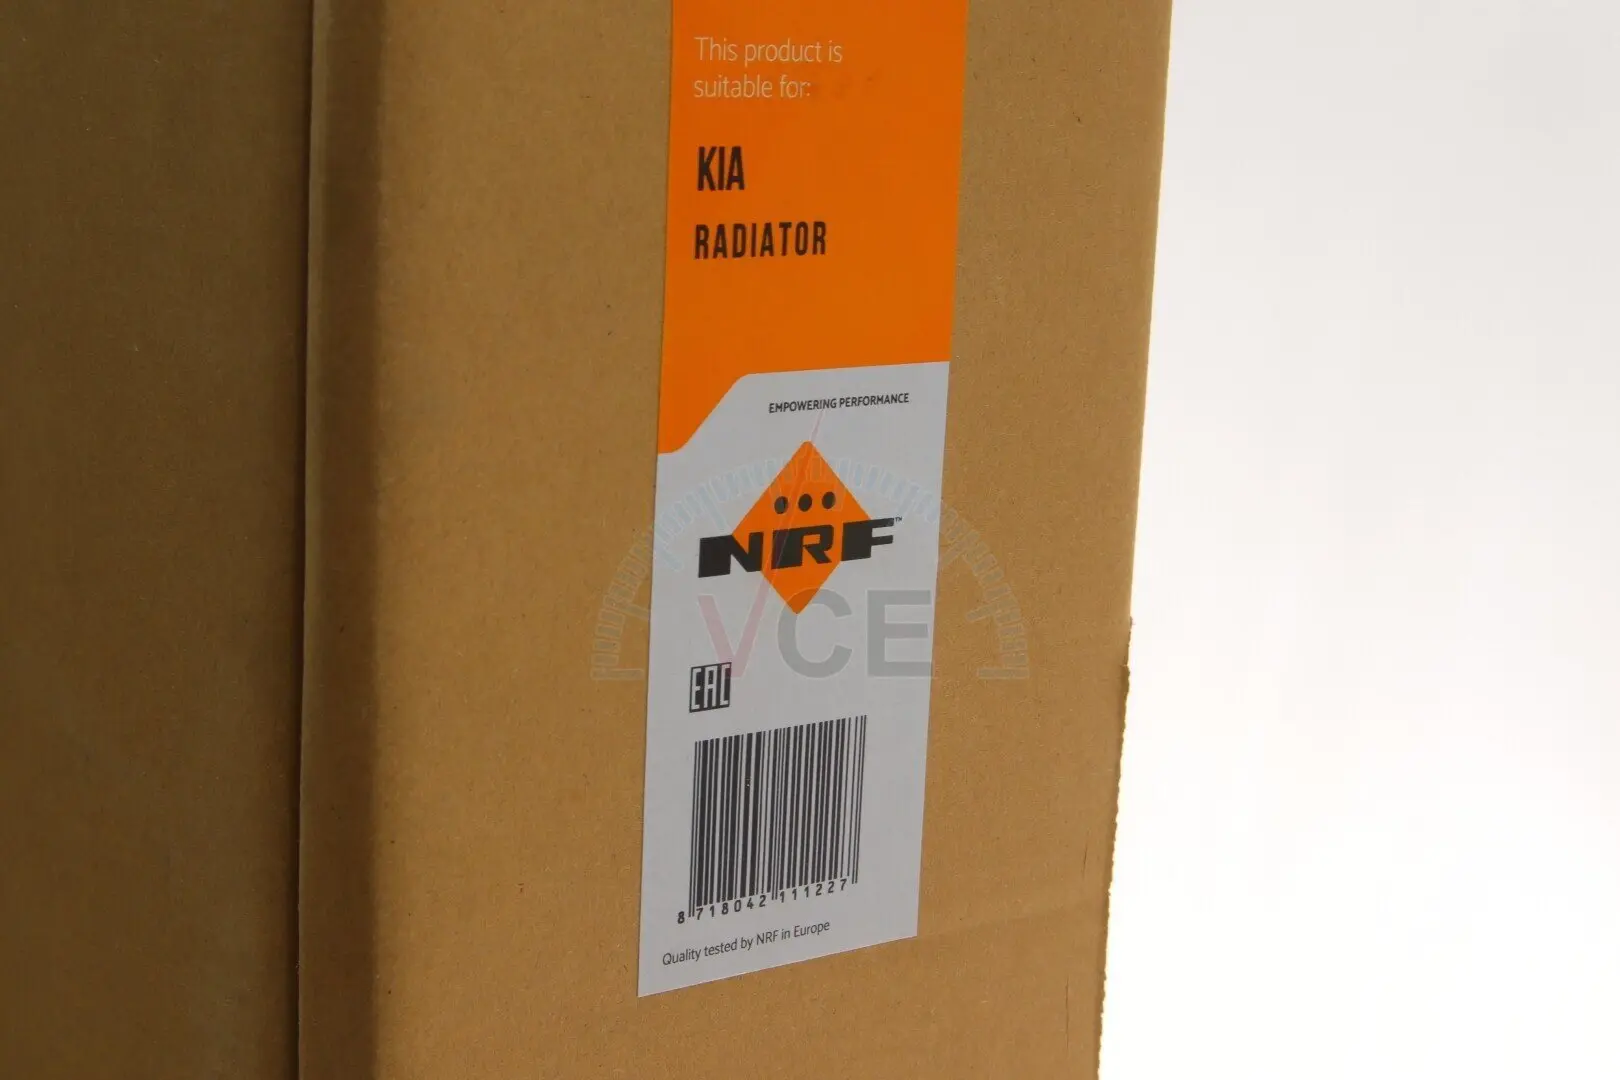 This product is
suitable for:
KIA
RADIATOR
EMPOWERING PERFORMANCE
NRF™
VCE
EAC
8 718042 111227
Quality tested by NRF in Europe